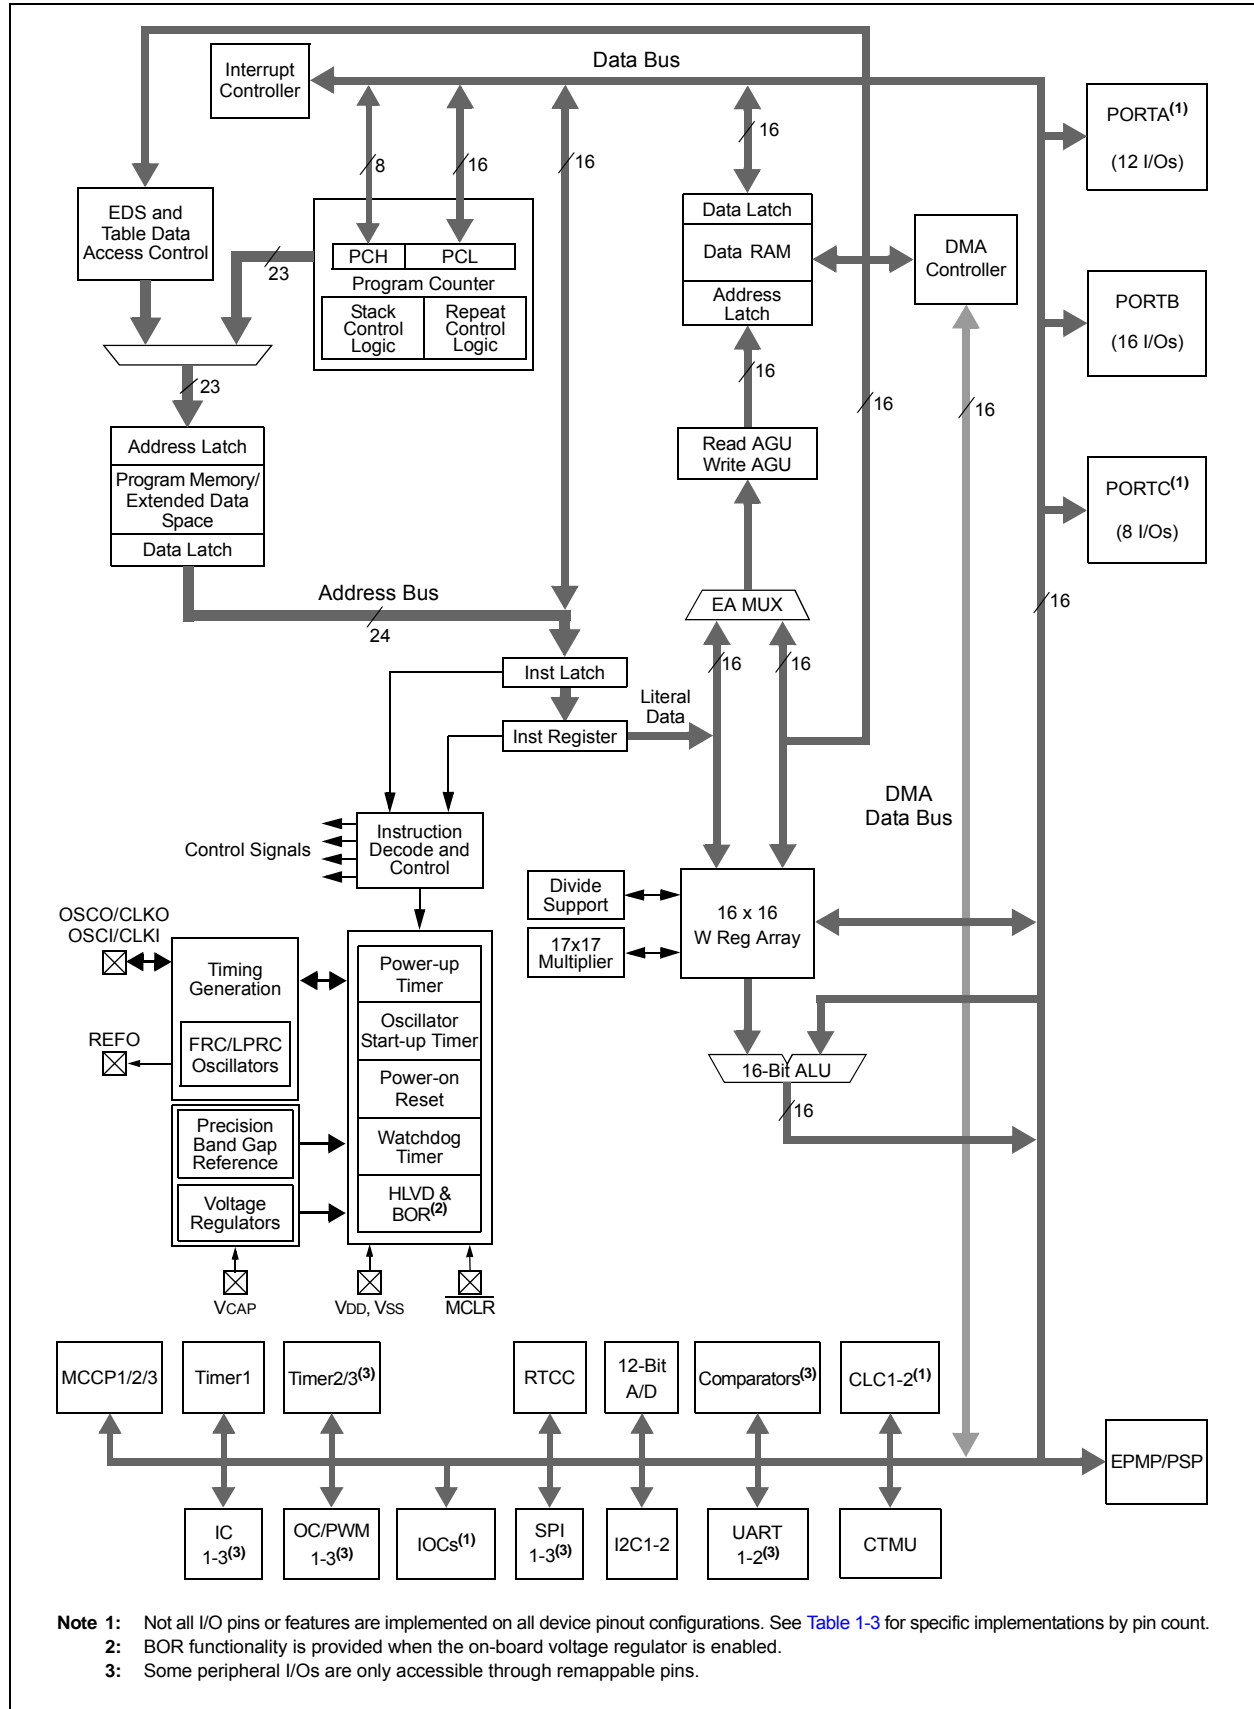 Data Bus
Interrupt
Controller
PORTA(1)
(12 I/Os)
8
16
16
16
EDS and
Table Data
Access Control
Data Latch
Data RAM
Address
Latch
DMA
Controller
PCH
PCL
Program Counter
Stack
Control
Logic
Repeat
Control
Logic
23
PORTB
(16 I/Os)
23
16
16
16
Address Latch
Program Memory/
Extended Data
Space
Data Latch
Read AGU
Write AGU
PORTC(1)
(8 I/Os)
Address Bus
24
EA MUX
16
Inst Latch
16
16
Literal
Data
Inst Register
DMA
Data Bus
Control Signals
Instruction
Decode and
Control
Divide
Support
17x17
Multiplier
16 x 16
W Reg Array
OSCO/CLKO
OSCI/CLKI
Timing
Generation
REFO
FRC/LPRC
Oscillators
Power-up
Timer
Oscillator
Start-up Timer
Power-on
Reset
Watchdog
Timer
HLVD &
BOR(2)
16-Bit ALU
16
Precision
Band Gap
Reference
Voltage
Regulators
VCAP
VDD, VSS
MCLR
MCCP1/2/3
Timer1
Timer2/3(3)
RTCC
12-Bit
A/D
Comparators(3)
CLC1-2(1)
EPMP/PSP
IC
1-3(3)
OC/PWM
1-3(3)
IOCs(1)
SPI
1-3(3)
I2C1-2
UART
1-2(3)
CTMU
Note 1: Not all I/O pins or features are implemented on all device pinout configurations. See Table 1-3 for specific implementations by pin count.
2: BOR functionality is provided when the on-board voltage regulator is enabled.
3: Some peripheral I/Os are only accessible through remappable pins.